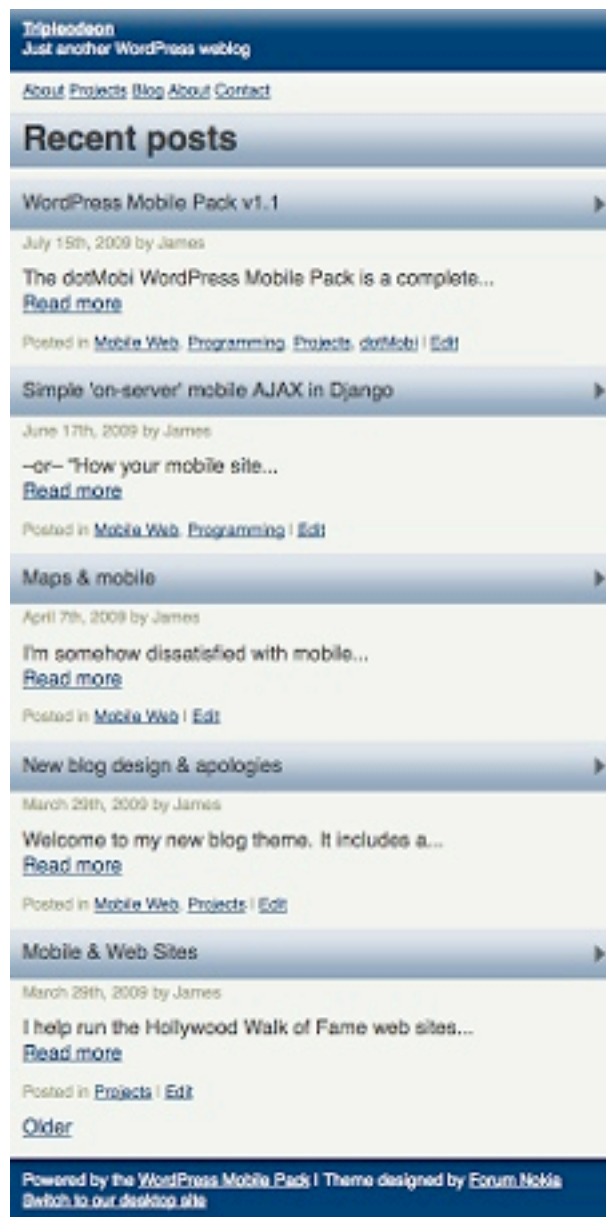 Tripleodeon
Just another WordPress weblog
About Projects Blog About Contact
Recent posts
WordPress Mobile Pack v1.1
July 15th, 2009 by James
The dotMobi WordPress Mobile Pack is a complete...
Read more
Posted in Mobile Web, Programming, Projects, dotMobi | Edit
Simple 'on-server' mobile AJAX in Django
June 17th, 2009 by James
–or– "How your mobile site...
Read more
Posted in Mobile Web, Programming | Edit
Maps & mobile
April 7th, 2009 by James
I'm somehow dissatisfied with mobile...
Read more
Posted in Mobile Web | Edit
New blog design & apologies
March 29th, 2009 by James
Welcome to my new blog theme. It includes a...
Read more
Posted in Mobile Web, Projects | Edit
Mobile & Web Sites
March 29th, 2009 by James
I help run the Hollywood Walk of Fame web sites...
Read more
Posted in Projects | Edit
Older
Powered by the WordPress Mobile Pack | Theme designed by Forum Nokia
Switch to our desktop site